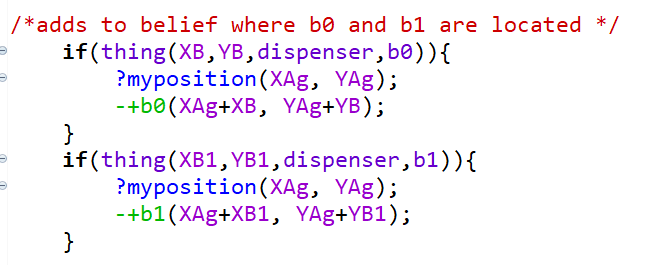 /*adds to belief where b0 and b1 are located */
if(thing(XB,YB,dispenser,b0)){
?myposition(XAg, YAg);
-+b0(XAg+XB, YAg+YB);
}
if(thing(XB1,YB1,dispenser,b1)){
?myposition(XAg, YAg);
-+b1(XAg+XB1, YAg+YB1);
}